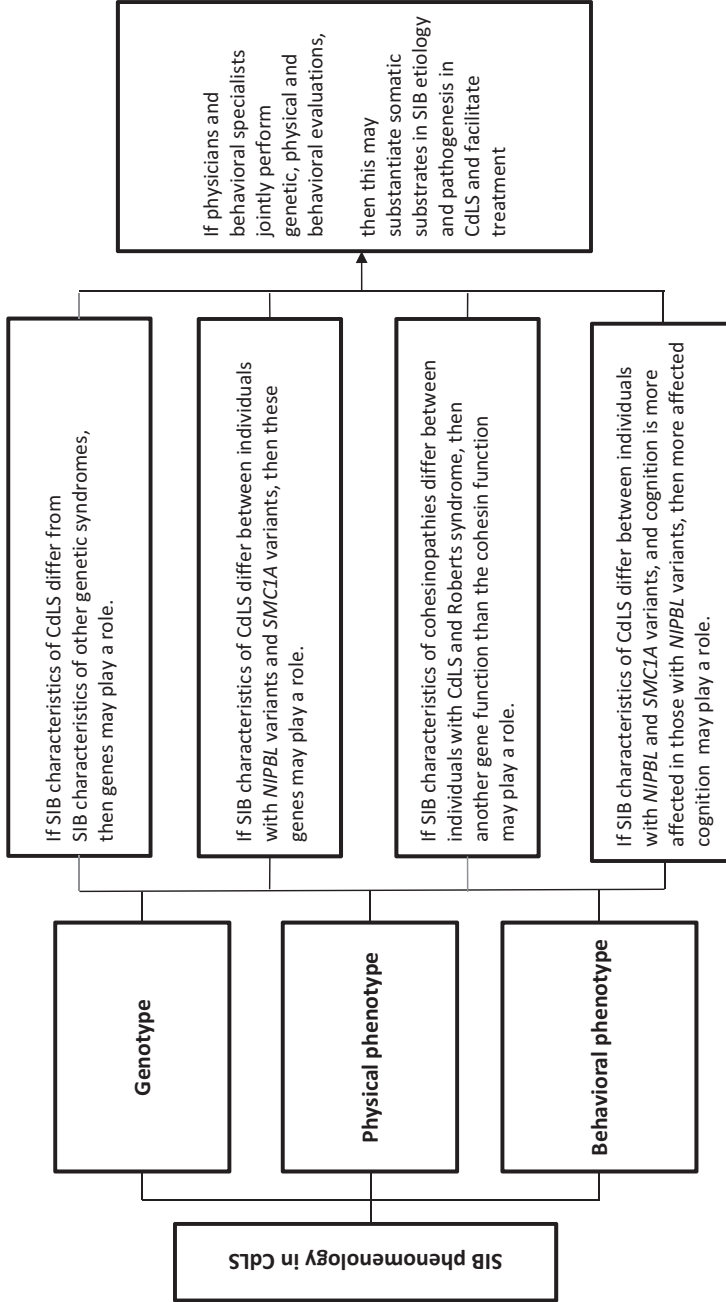 SIB phenomenology in CdLS
Genotype
Physical phenotype
Behavioral phenotype
If SIB characteristics of CdLS differ from
SIB characteristics of other genetic syndromes,
then genes may play a role.
If SIB characteristics of CdLS differ between individuals
with NIPBL variants and SMC1A variants, then these
genes may play a role.
If SIB characteristics of cohesinopathies differ between
individuals with CdLS and Roberts syndrome, then
another gene function than the cohesin function
may play a role.
If SIB characteristics of CdLS differ between individuals
with NIPBL and SMC1A variants, and cognition is more
affected in those with NIPBL variants, then more affected
cognition may play a role.
If physicians and
behavioral specialists
jointly perform
genetic, physical and
behavioral evaluations,
then this may
substantiate somatic
substrates in SIB etiology
and pathogenesis in
CdLS and facilitate
treatment